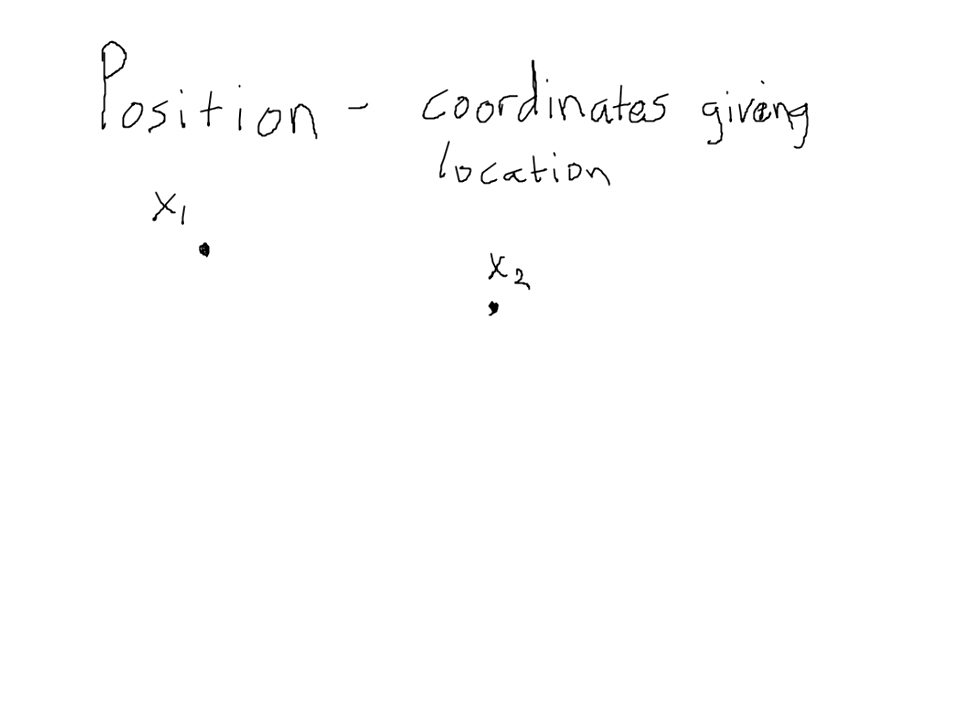 Position - coordinates giving
location
x₁
x₂